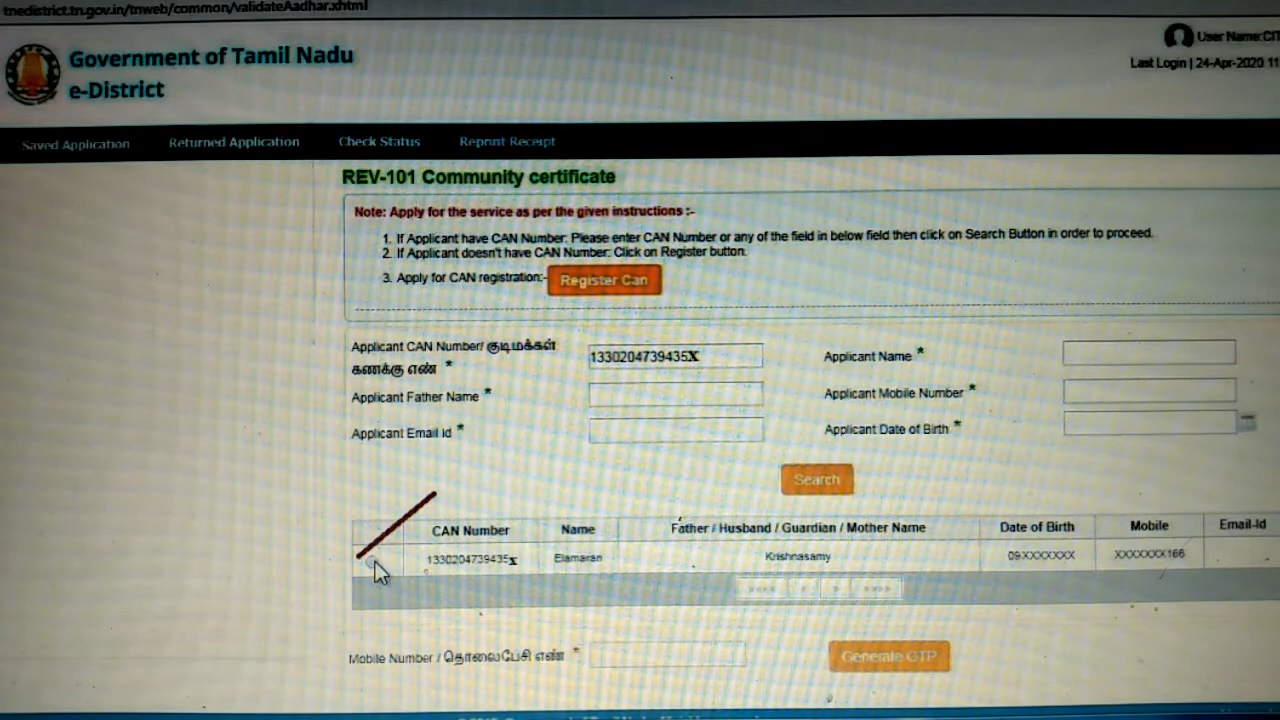 tnedistrict.tn.gov.in/tnweb/common/validateAadhar.xhtml
User Name:CIT
Government of Tamil Nadu
Last Login | 24-Apr-2020 11
e-District
Saved Application Returned Application Check Status Reprint Receipt
REV-101 Community certificate
Note: Apply for the service as per the given instructions :-
1. If Applicant have CAN Number: Please enter CAN Number or any of the field in below field then click on Search Button in order to proceed.
2. If Applicant doesn't have CAN Number: Click on Register button.
3. Apply for CAN registration:- Register Can
Applicant CAN Number/ குடிமக்கள் கணக்கு எண் * 1330204739435X Applicant Name *
Applicant Father Name * Applicant Mobile Number *
Applicant Email id * Applicant Date of Birth *
Search
CAN Number Name Father / Husband / Guardian / Mother Name Date of Birth Mobile Email-Id
1330204739435X Elamaran Krishnasamy 09XXXXXXX XXXXXXX166
Mobile Number / தொலைபேசி எண் * Generate OTP